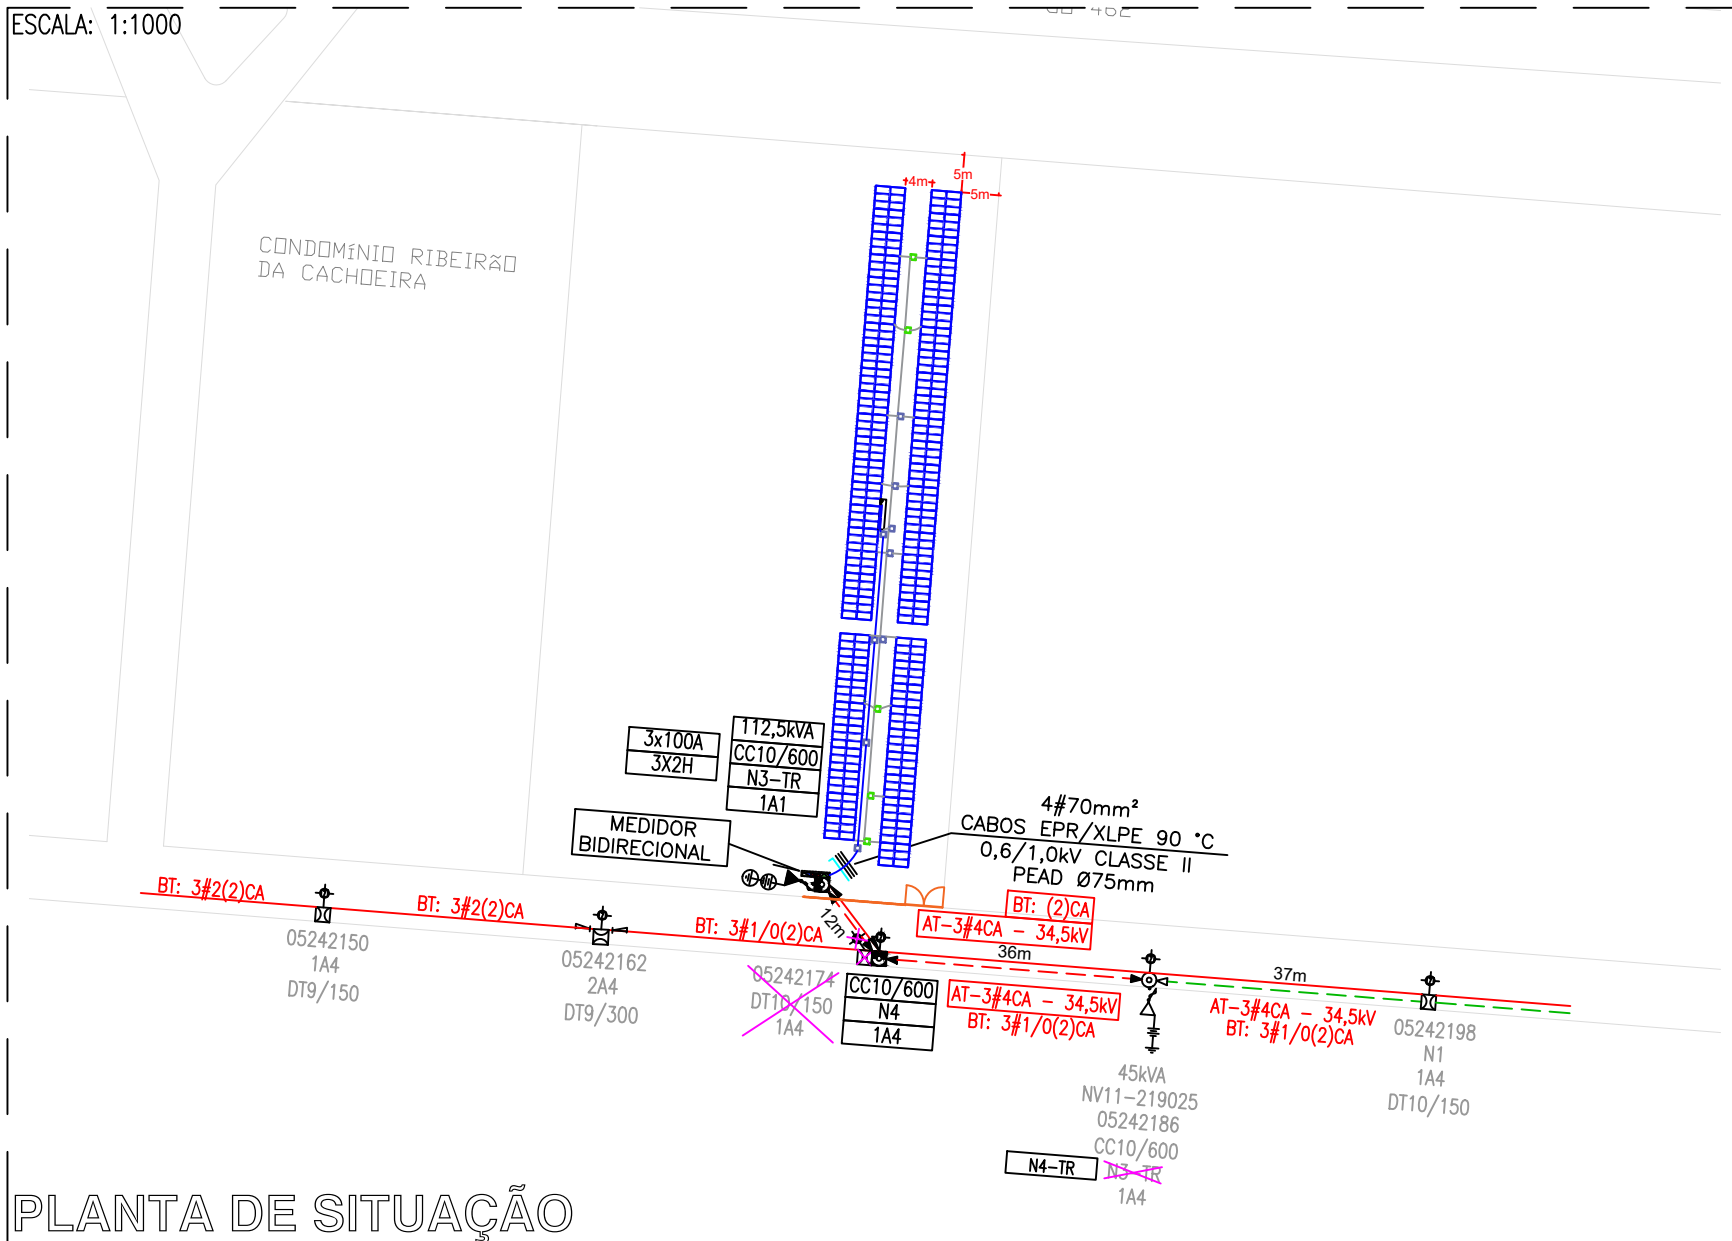 ESCALA: 1:1000
5m
4m
5m
CONDOMíNIO RIBEIRÃO
DA CACHOEIRA
3x100A
3X2H
112,5kVA
CC10/600
N3-TR
1A1
MEDIDOR
BIDIRECIONAL
4#70mm²
CABOS EPR/XLPE 90 °C
0,6/1,0kV CLASSE II
PEAD Ø75mm
BT: 3#2(2)CA
BT: 3#2(2)CA
BT: 3#1/0(2)CA
12m
BT: (2)CA
AT-3#4CA - 34,5kV
36m
37m
05242150
1A4
DT9/150
05242162
2A4
DT9/300
05242174
DT10/150
1A4
CC10/600
N4
1A4
AT-3#4CA - 34,5kV
BT: 3#1/0(2)CA
AT-3#4CA - 34,5kV
BT: 3#1/0(2)CA
05242198
N1
1A4
DT10/150
45kVA
NV11-219025
05242186
CC10/600
N3-TR
1A4
N4-TR
PLANTA DE SITUAÇÃO